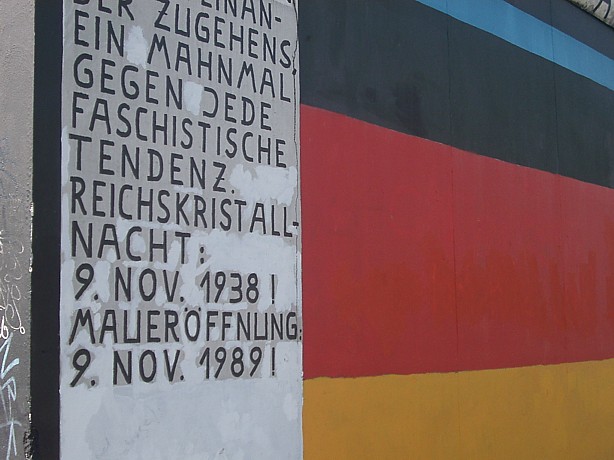 DER ZUGEHENS.
EIN MAHNMAL
GEGEN JEDE
FASCHISTISCHE
TENDENZ.
REICHSKRISTALL-
NACHT:
9. NOV. 1938!
MAUERÖFFNUNG:
9. NOV. 1989!